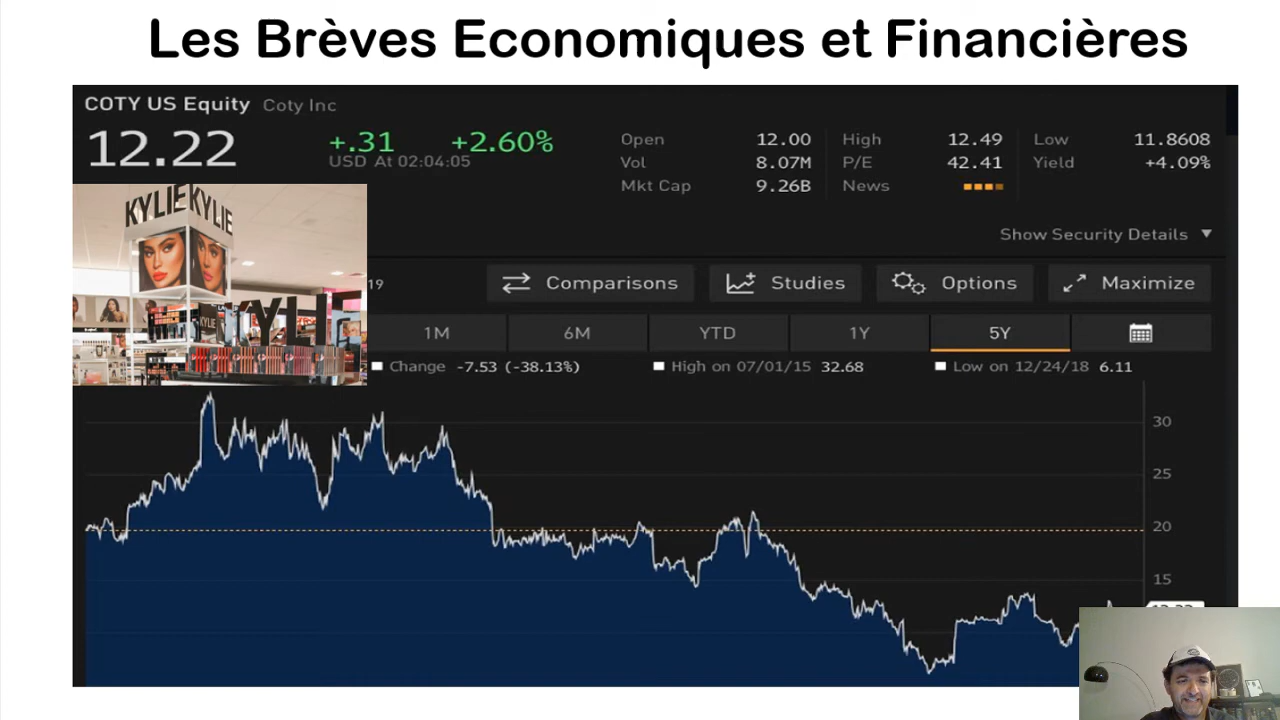 Les Brèves Economiques et Financières
COTY US Equity Coty Inc
12.22 +.31 +2.60%
USD At 02:04:05
Open 12.00 High 12.49 Low 11.8608
Vol 8.07M P/E 42.41 Yield +4.09%
Mkt Cap 9.26B News
Show Security Details
KYLIE KYLIE
KYLIE
KYLIE
19 Comparisons Studies Options Maximize
1M 6M YTD 1Y 5Y
Change -7.53 (-38.13%) High on 07/01/15 32.68 Low on 12/24/18 6.11
30
25
20
15